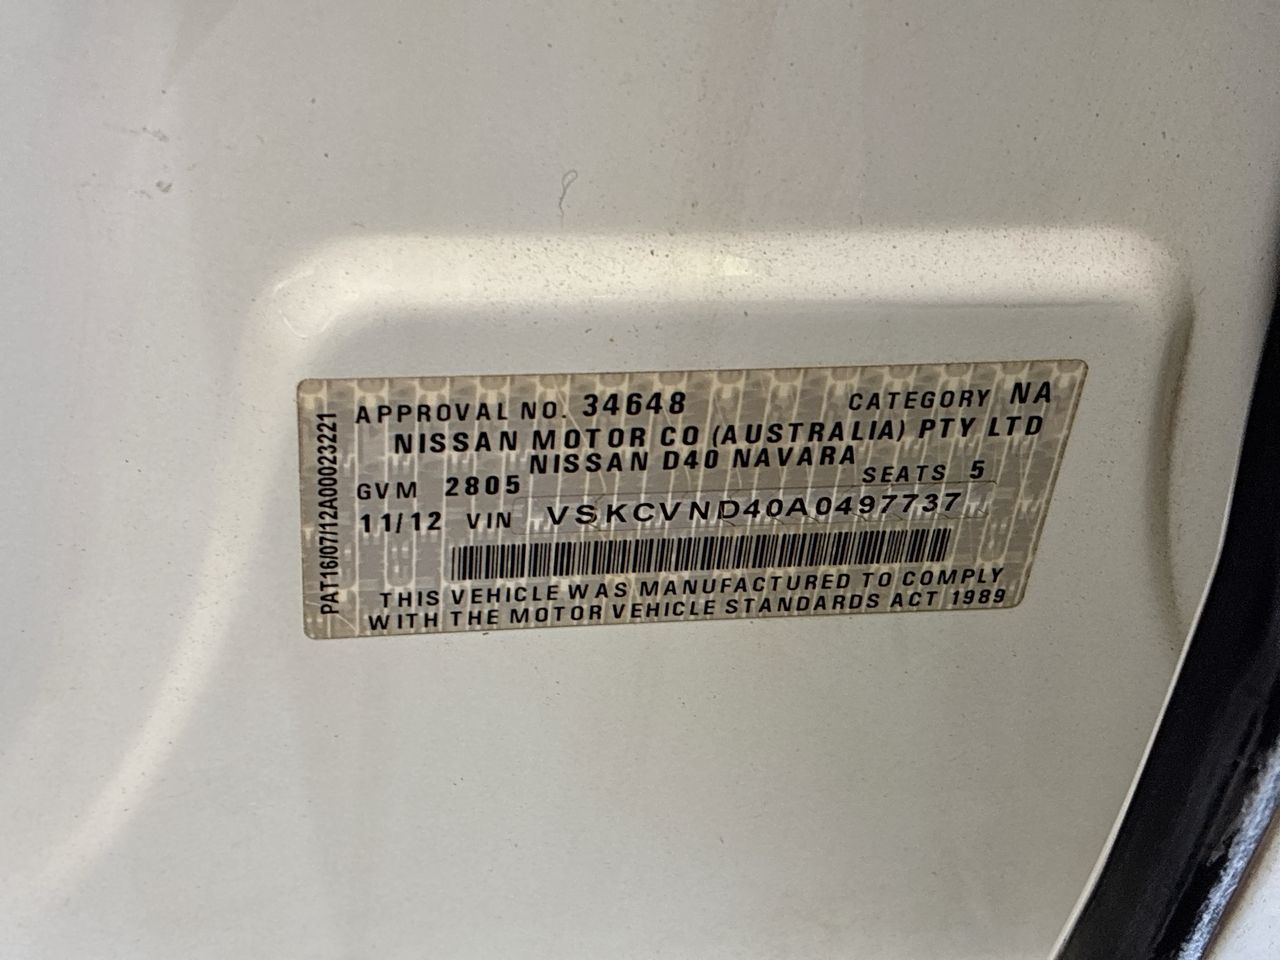 APPROVAL NO. 34648 CATEGORY NA
NISSAN MOTOR CO (AUSTRALIA) PTY LTD
NISSAN D40 NAVARA
GVM 2805 SEATS 5
11/12 VIN VSKCVND40A0497737
THIS VEHICLE WAS MANUFACTURED TO COMPLY
WITH THE MOTOR VEHICLE STANDARDS ACT 1989
PAT16/07/12A00023221